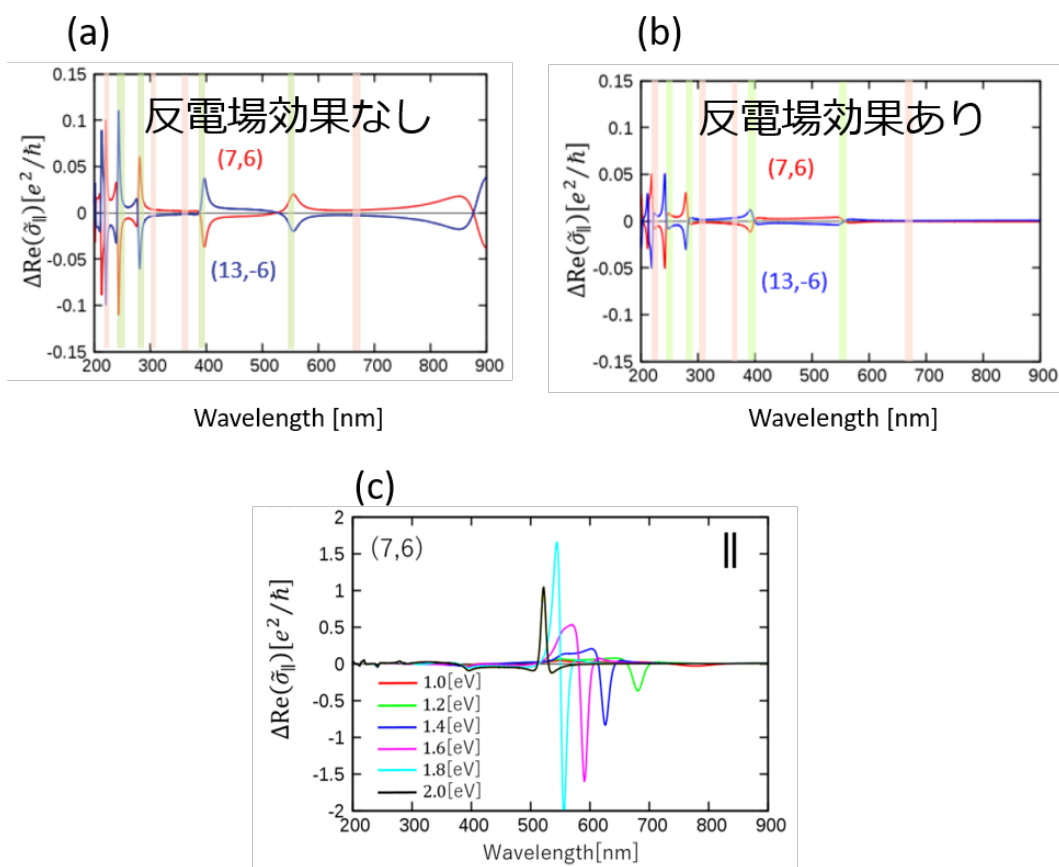 (a)
反電場効果なし
(7,6)
(13,-6)
ΔRe(σ̃∥)[e²/ħ]
0.15
0.1
0.05
0
-0.05
-0.1
-0.15
200 300 400 500 600 700 800 900
Wavelength [nm]
(b)
反電場効果あり
(7,6)
(13,-6)
ΔRe(σ̃∥)[e²/ħ]
0.15
0.1
0.05
0
-0.05
-0.1
-0.15
200 300 400 500 600 700 800 900
Wavelength [nm]
(c)
(7,6)
||
ΔRe(σ̃∥)[e²/ħ]
2
1.5
1
0.5
0
-0.5
-1
-1.5
-2
1.0[eV]
1.2[eV]
1.4[eV]
1.6[eV]
1.8[eV]
2.0[eV]
200 300 400 500 600 700 800 900
Wavelength[nm]